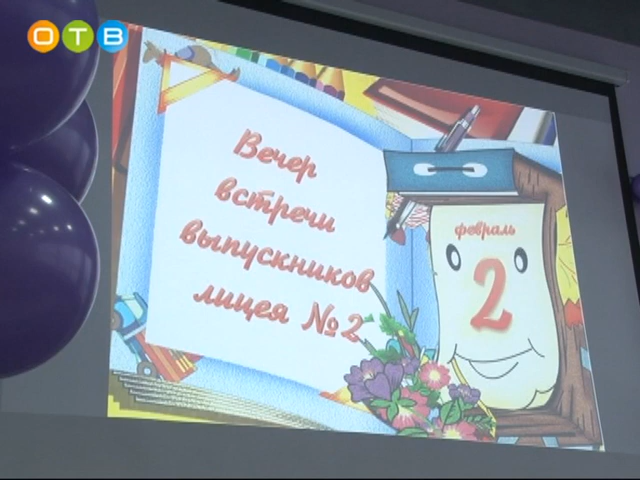 ОТВ
Вечер
встречи
выпускников
лицея №2
февраль
2